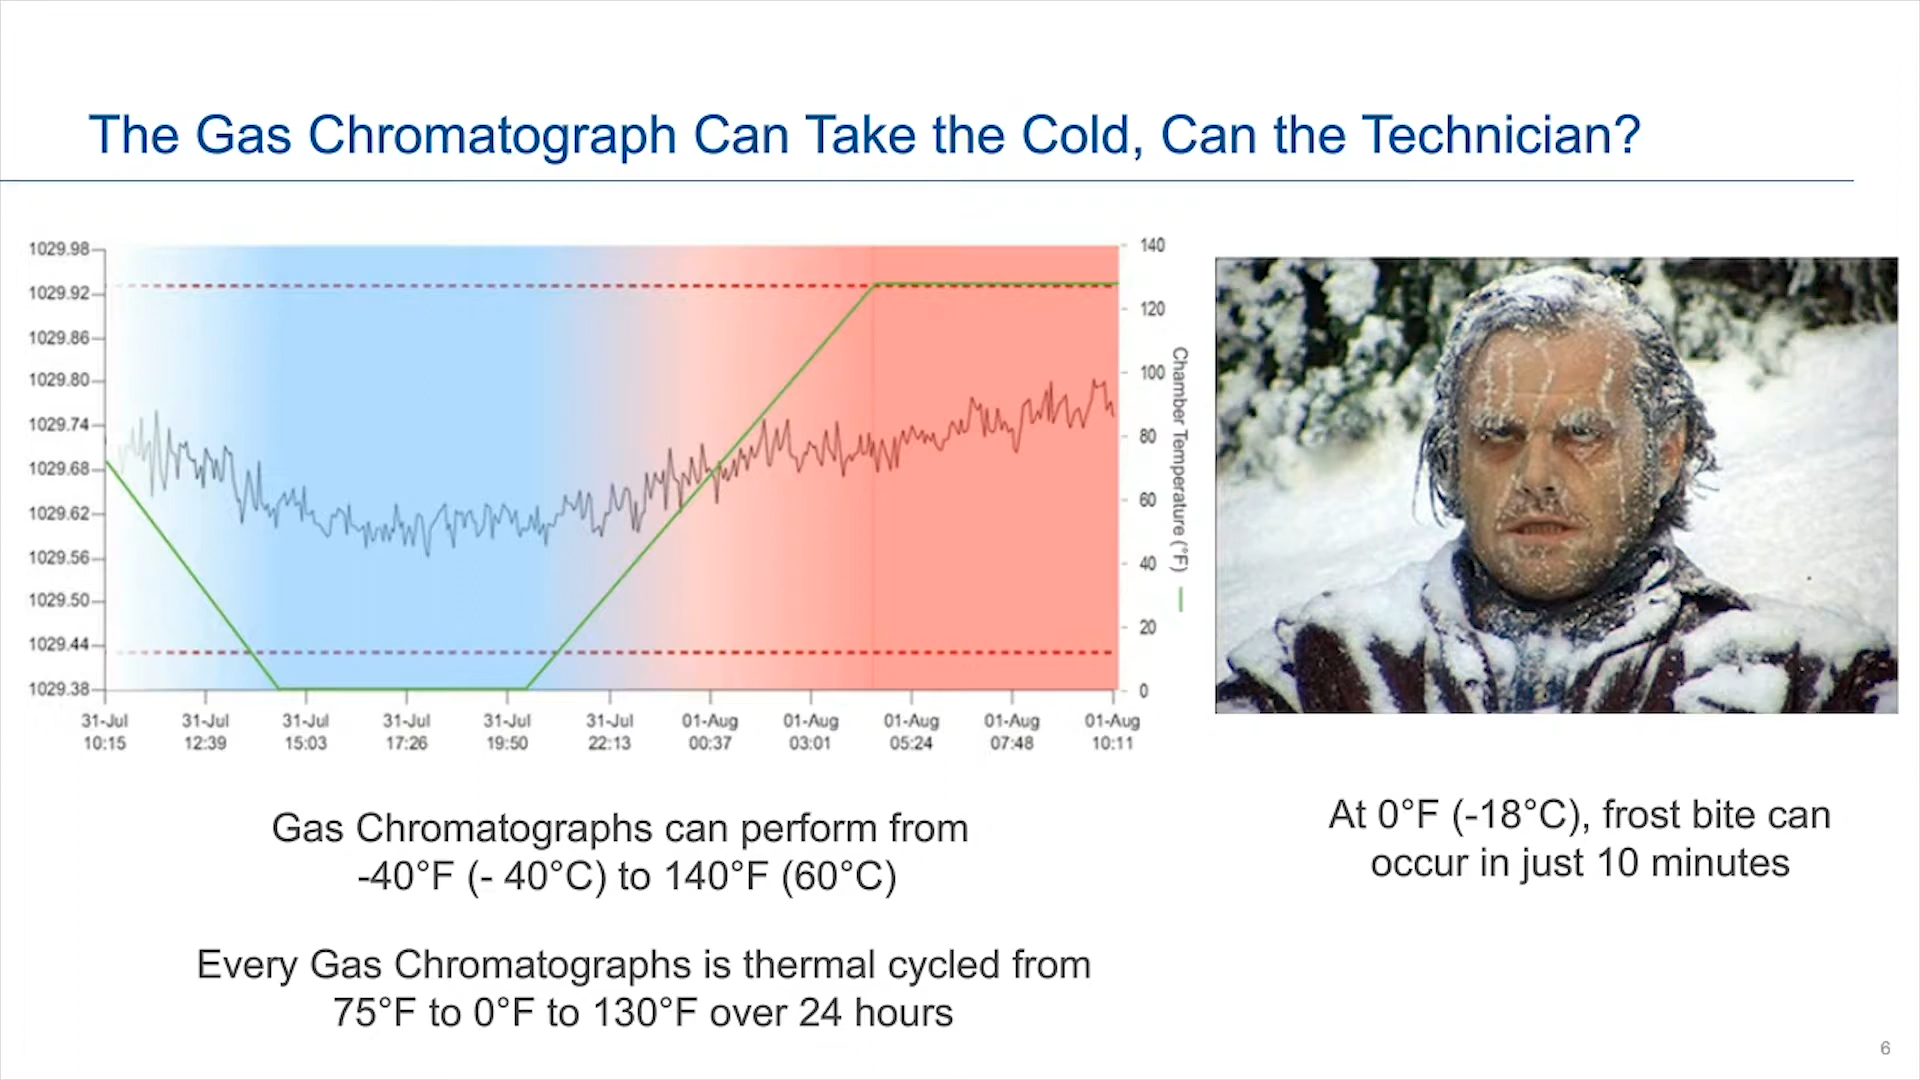 The Gas Chromatograph Can Take the Cold, Can the Technician?
1029.98
1029.92
1029.86
1029.80
1029.74
1029.68
1029.62
1029.56
1029.50
1029.44
1029.38
140
120
100
80
60
40
20
0
Chamber Temperature (°F)
31-Jul 31-Jul 31-Jul 31-Jul 31-Jul 31-Jul 01-Aug 01-Aug 01-Aug 01-Aug 01-Aug
10:15 12:39 15:03 17:26 19:50 22:13 00:37 03:01 05:24 07:48 10:11
Gas Chromatographs can perform from
-40°F (- 40°C) to 140°F (60°C)
Every Gas Chromatographs is thermal cycled from
75°F to 0°F to 130°F over 24 hours
At 0°F (-18°C), frost bite can
occur in just 10 minutes
6